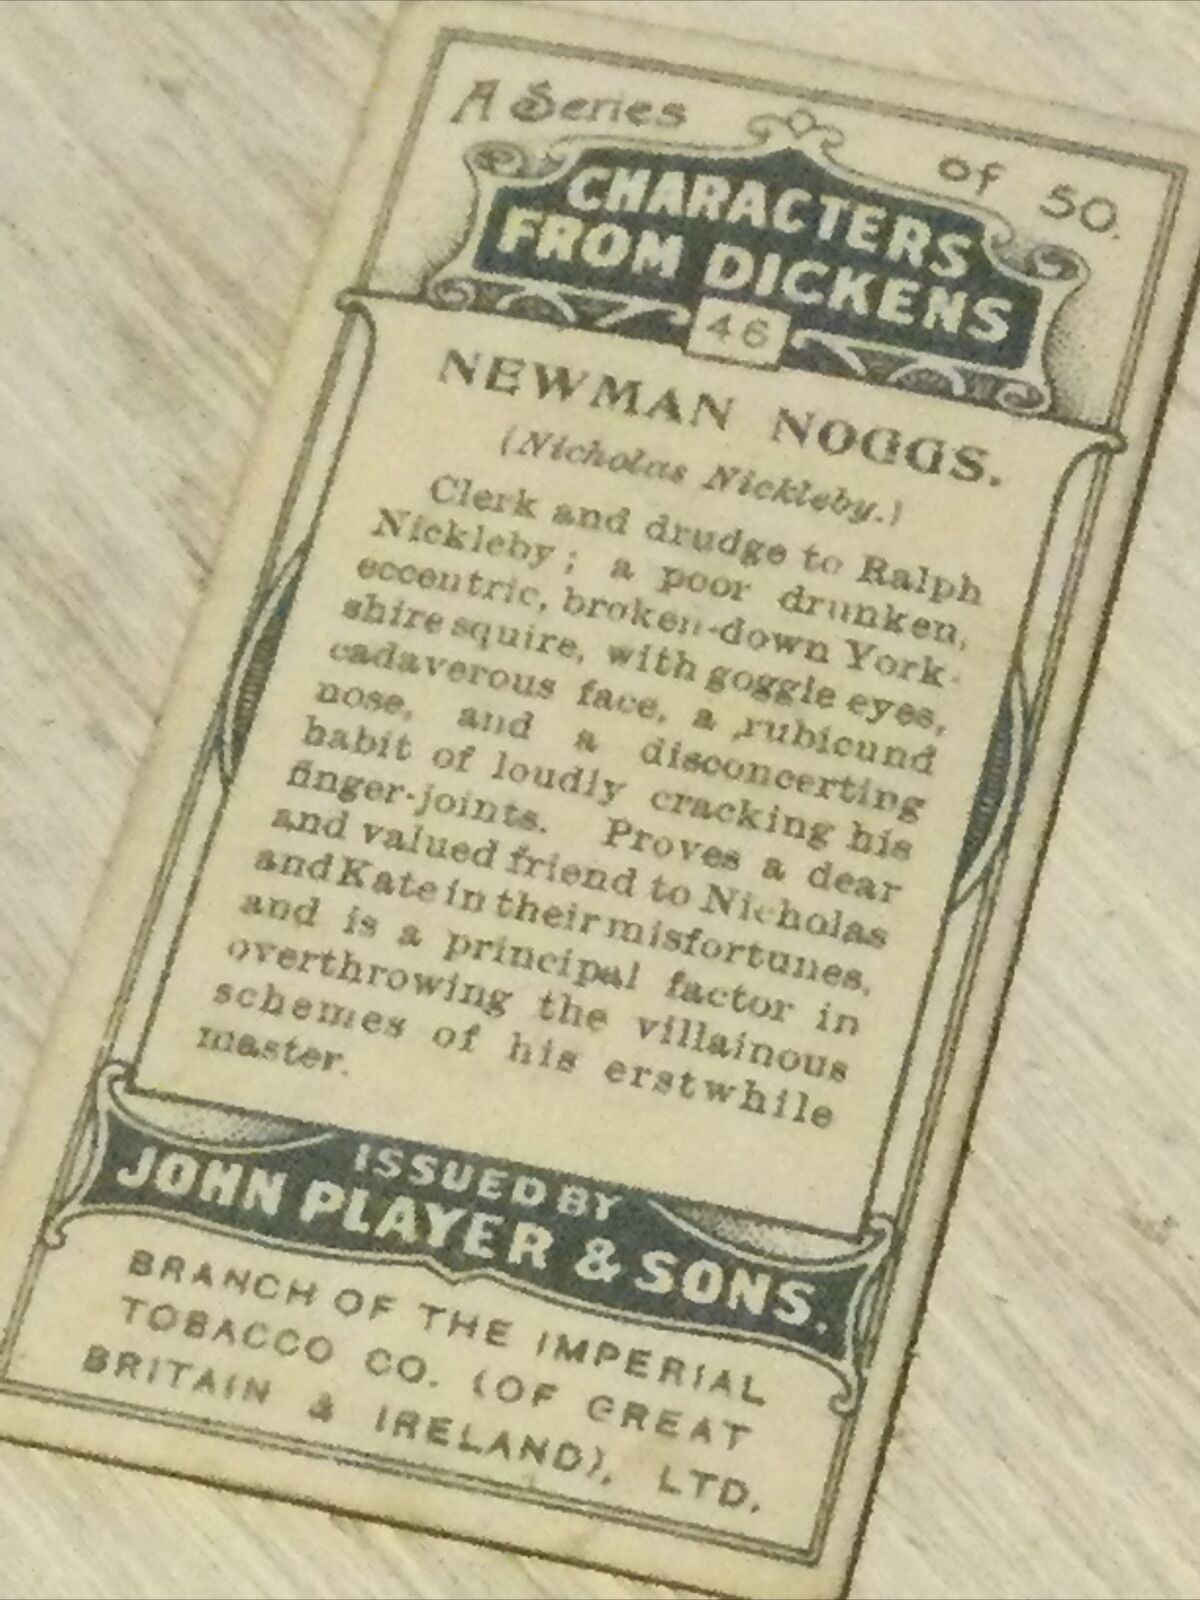 A Series of 50.
CHARACTERS
FROM DICKENS
46
NEWMAN NOGGS.
(Nicholas Nickleby.)
Clerk and drudge to Ralph
Nickleby; a poor drunken,
eccentric, broken-down York-
shire squire, with goggle eyes,
cadaverous face, a rubicund
nose, and a disconcerting
habit of loudly cracking his
finger-joints. Proves a dear
and valued friend to Nicholas
and Kate in their misfortunes,
and is a principal factor in
overthrowing the villainous
schemes of his erstwhile
master.
ISSUED BY
JOHN PLAYER & SONS.
BRANCH OF THE IMPERIAL
TOBACCO CO. (OF GREAT
BRITAIN & IRELAND), LTD.